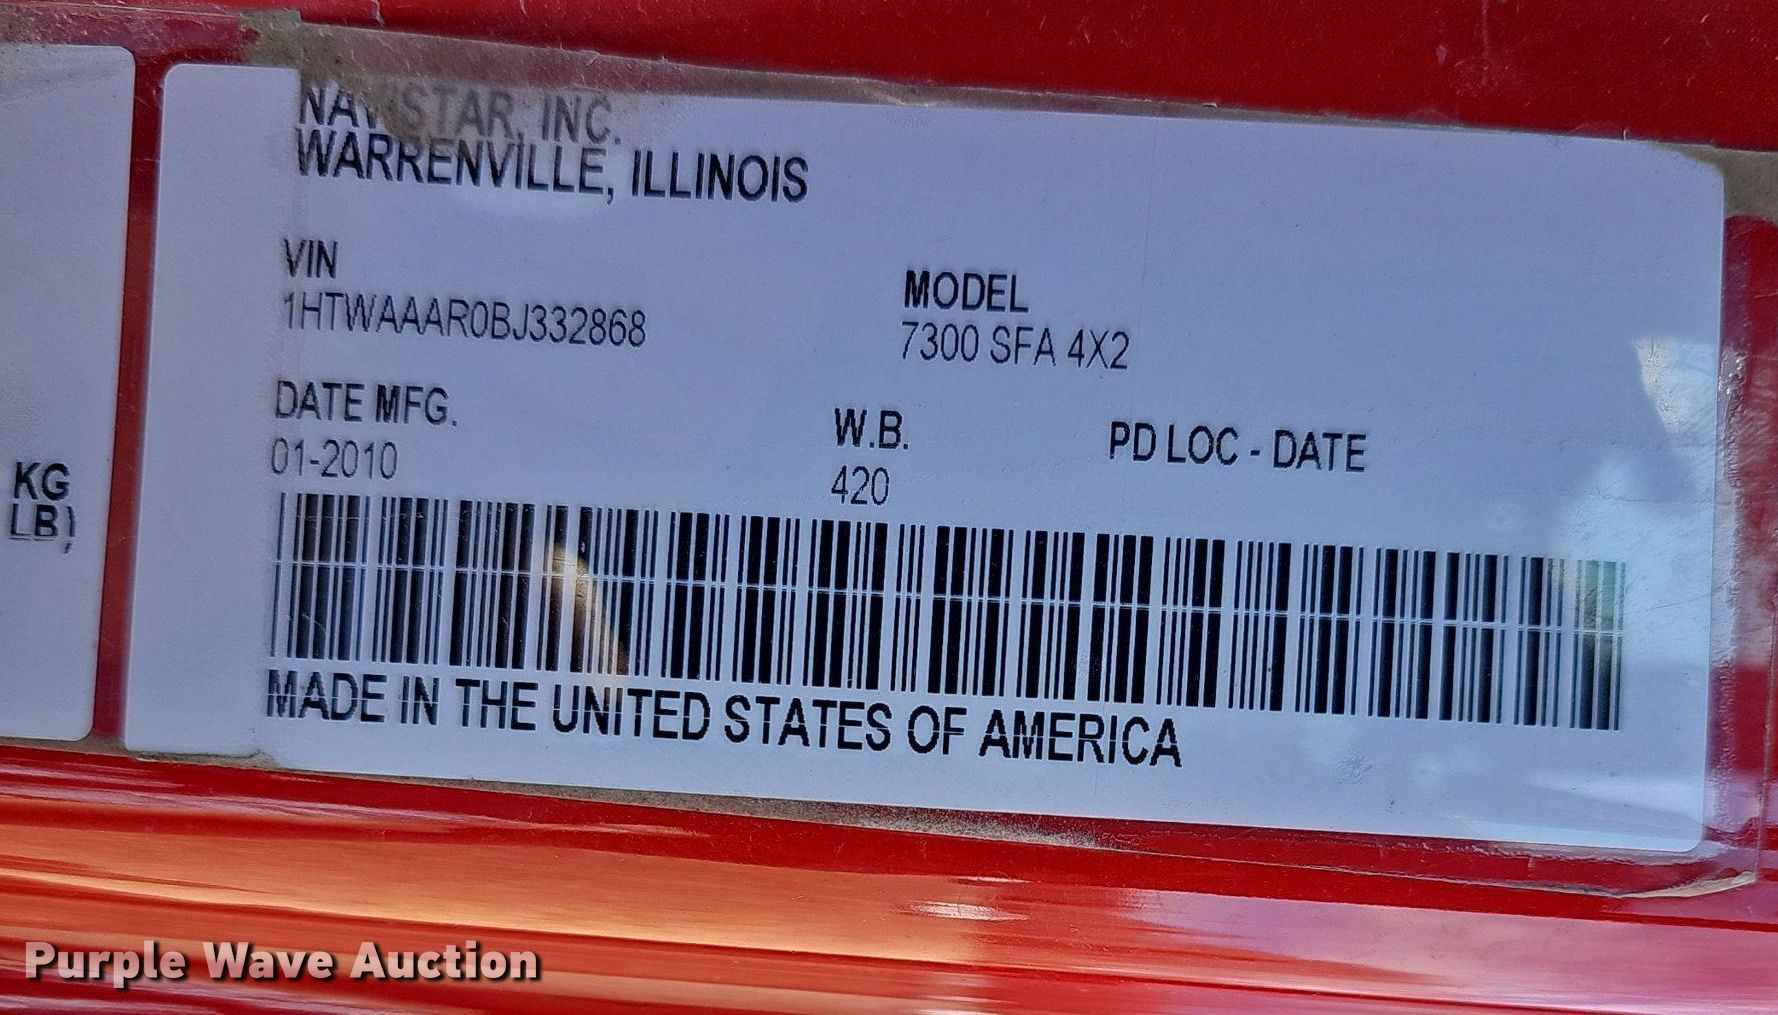 KG
LB)
NAVISTAR, INC.
WARRENVILLE, ILLINOIS
VIN
1HTWAAAR0BJ332868
MODEL
7300 SFA 4X2
DATE MFG.
01-2010
W.B.
420
PD LOC - DATE
MADE IN THE UNITED STATES OF AMERICA
Purple Wave Auction